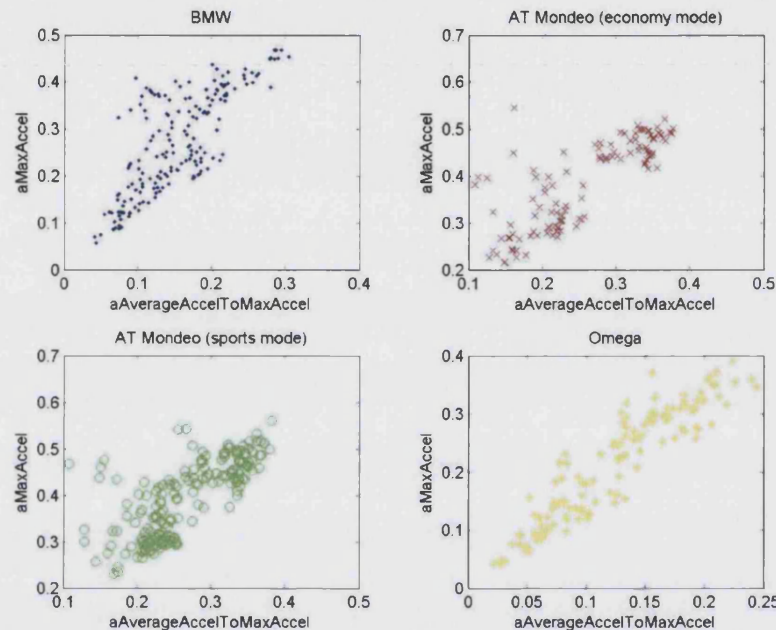 BMW
0.5
0.4
0.3
0.2
0.1
0
aMaxAccel
0 0.1 0.2 0.3 0.4
aAverageAccelToMaxAccel
AT Mondeo (economy mode)
0.7
0.6
0.5
0.4
0.3
0.2
aMaxAccel
0.1 0.2 0.3 0.4 0.5
aAverageAccelToMaxAccel
AT Mondeo (sports mode)
0.7
0.6
0.5
0.4
0.3
0.2
aMaxAccel
0.1 0.2 0.3 0.4 0.5
aAverageAccelToMaxAccel
Omega
0.4
0.3
0.2
0.1
0
aMaxAccel
0 0.05 0.1 0.15 0.2 0.25
aAverageAccelToMaxAccel